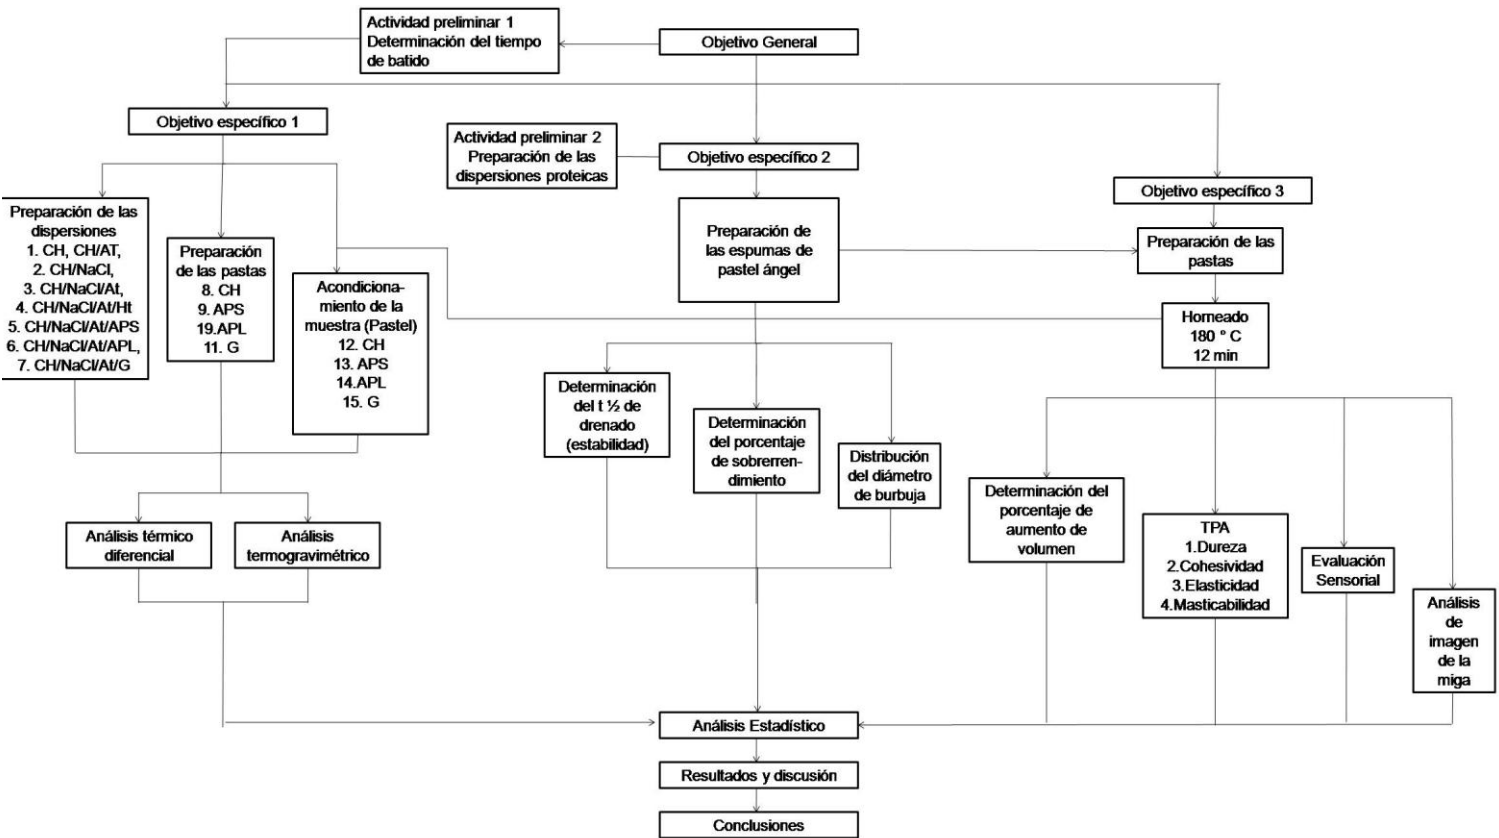 Actividad preliminar 1
Determinación del tiempo
de batido
Objetivo General
Objetivo específico 1
Actividad preliminar 2
Preparación de las
dispersiones proteicas
Objetivo específico 2
Objetivo específico 3
Preparación de las
dispersiones
1. CH, CH/AT,
2. CH/NaCl,
3. CH/NaCl/At,
4. CH/NaCl/At/Ht
5. CH/NaCl/At/APS
6. CH/NaCl/At/APL,
7. CH/NaCl/At/G
Preparación
de las pastas
8. CH
9. APS
19.APL
11. G
Acondiciona-
miento de la
muestra (Pastel)
12. CH
13. APS
14.APL
15. G
Preparación de
las espumas de
pastel ángel
Preparación de las
pastas
Horneado
180 ° C
12 min
Determinación
del t ½ de
drenado
(estabilidad)
Determinación
del porcentaje
de sobrerren-
dimiento
Distribución
del diámetro
de burbuja
Determinación del
porcentaje de
aumento de
volumen
TPA
1.Dureza
2.Cohesividad
3.Elasticidad
4.Masticabilidad
Evaluación
Sensorial
Análisis
de
imagen
de la
miga
Análisis térmico
diferencial
Análisis
termogravimétrico
Análisis Estadístico
Resultados y discusión
Conclusiones